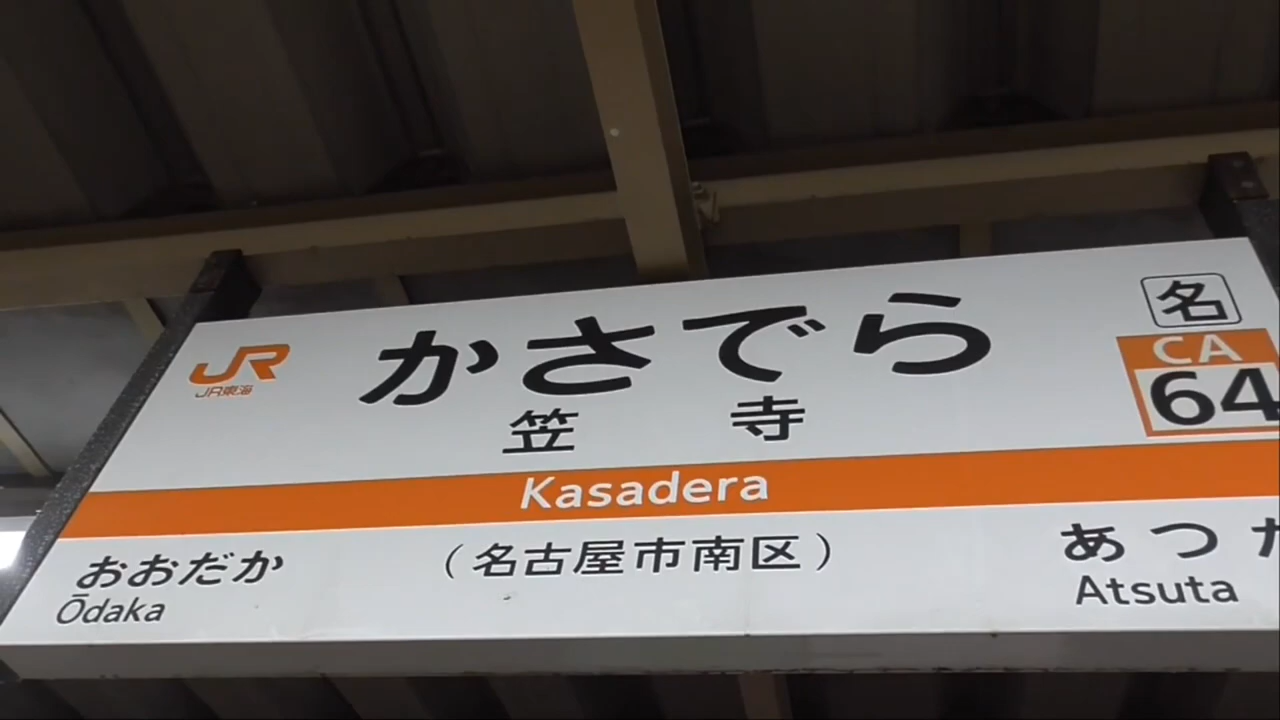 JR
JR東海
かさでら
笠寺
名
CA
64
Kasadera
おおだか
Ōdaka
（名古屋市南区）
あつた
Atsuta